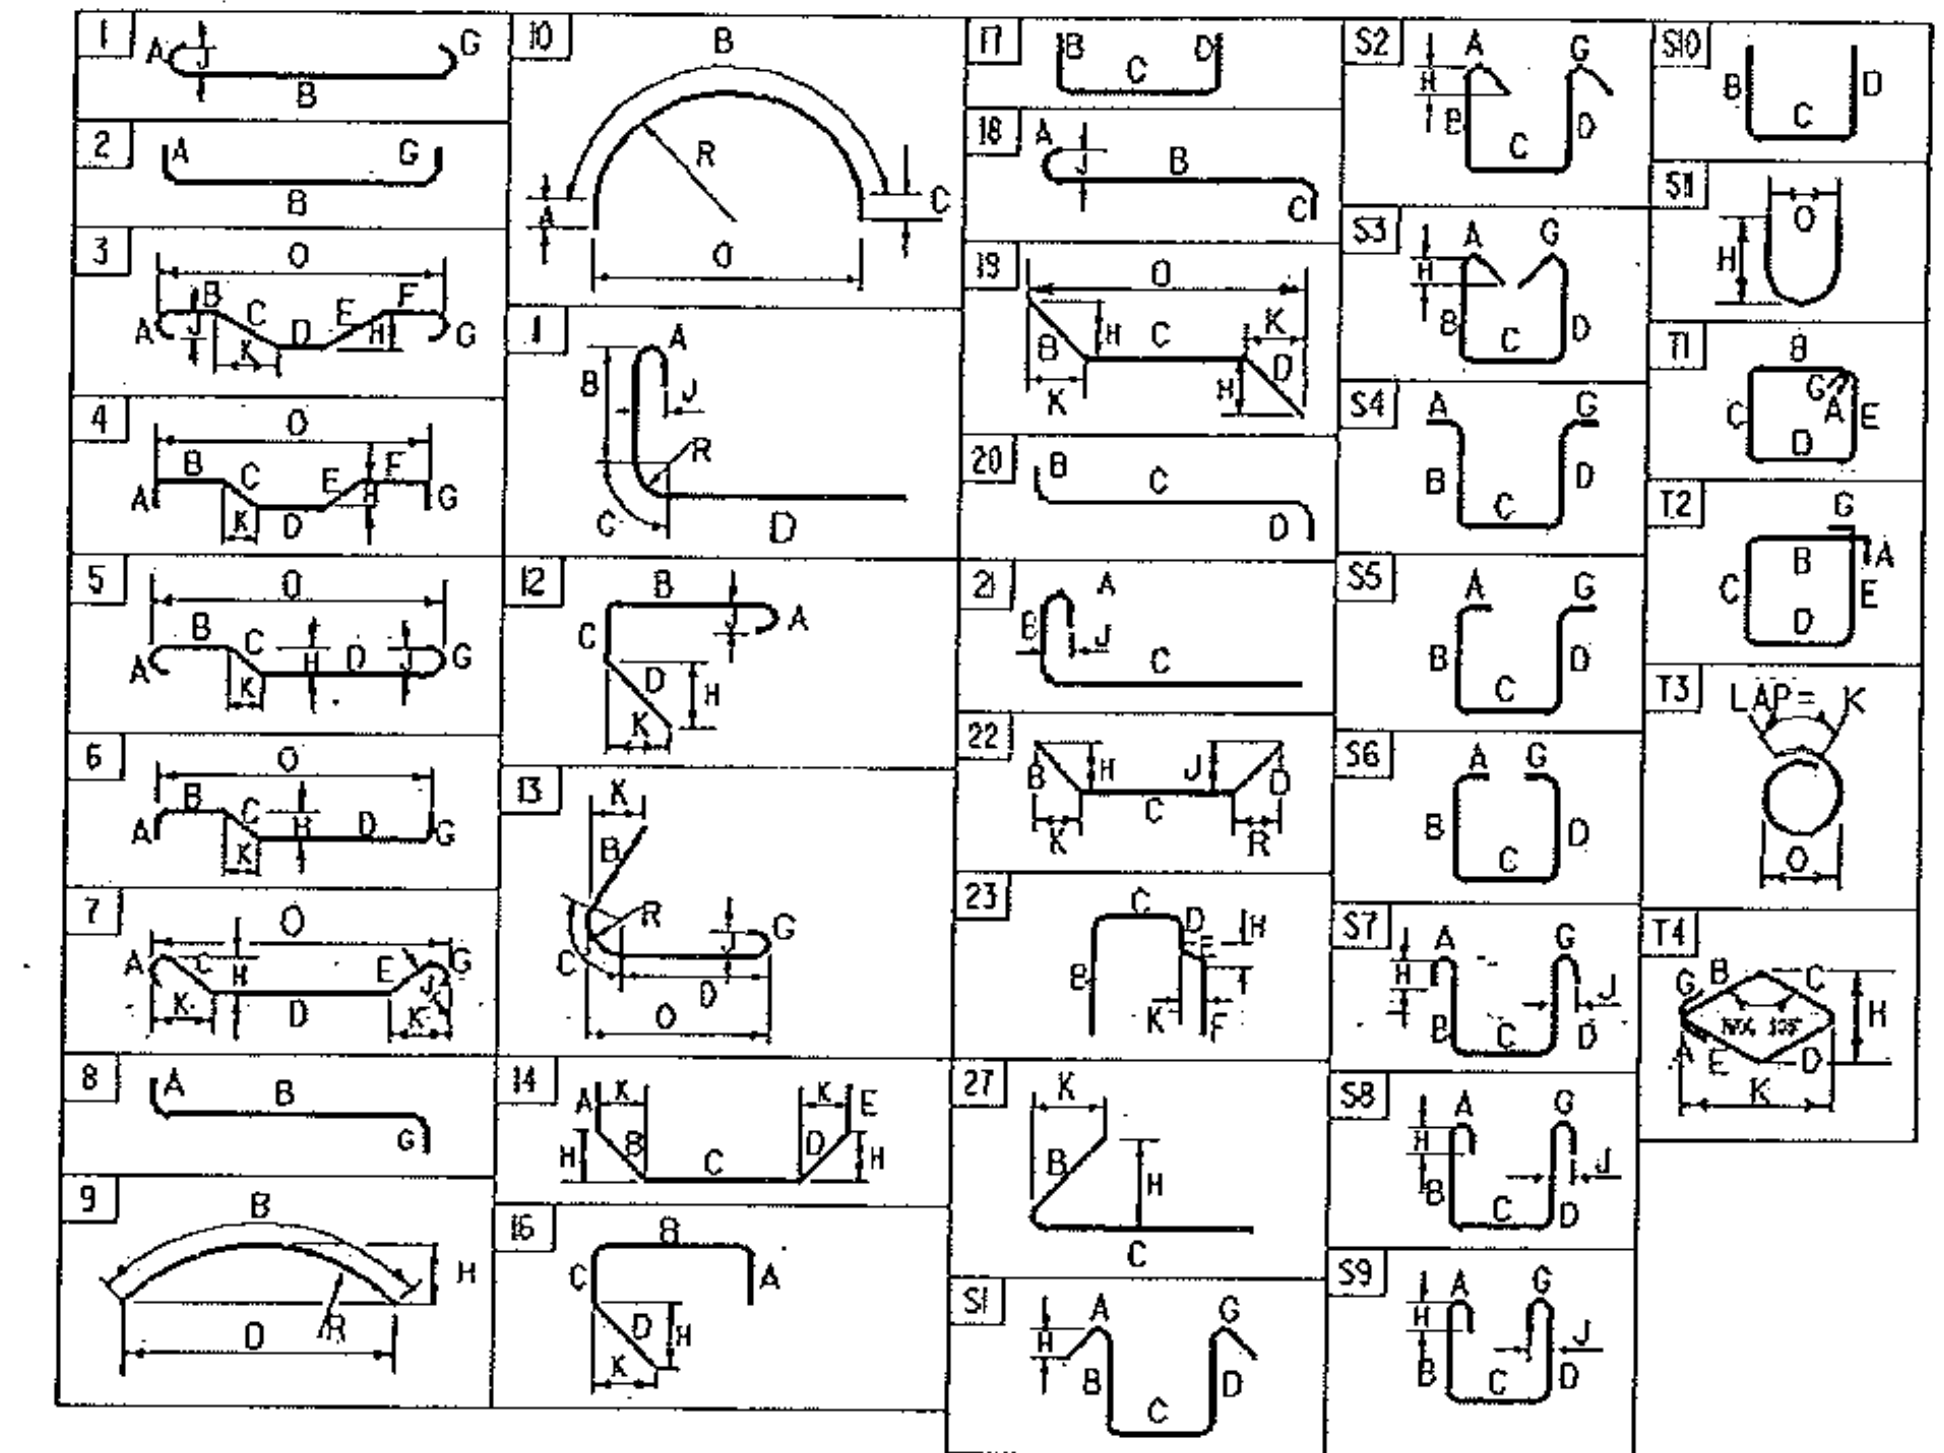 1
A J G
B
2
A G
B
3
O
B C E F
A J D H G
K
4
O
B C E F
A H G
K D
5
O
B C
A H D J G
K
6
O
B C
A H D G
K
7
O
A C H E G
J
K D K
8
A B
G
9
B
H
O R
10
B
R
A C
O
11
A
B J
R
G D
12
B
C J A
D H
K
13
K
B
R G
J
C D
O
14
K K
A E
H B C D H
16
B
C A
D H
K
17
B D
C
18
A
J B
C
19
O
H C K
B D
K H
20
B C
D
21
A
B J
C
22
H J
B D
C
K R
23
C D H
E
B
K F
27
K
B H
C
S1
A G
H
B D
C
S2
A G
H
B D
C
S3
A G
H
B D
C
S4
A G
B D
C
S5
A G
B D
C
S6
A G
B D
C
S7
A G
H J
B C D
S8
A G
H J
B C D
S9
A G
H J
B C D
S10
B D
C
S11
O
H
T1
B
G
C A E
D
T2
G
B A
C E
D
T3
LAP = K
O
T4
G B C
H
A E D
K